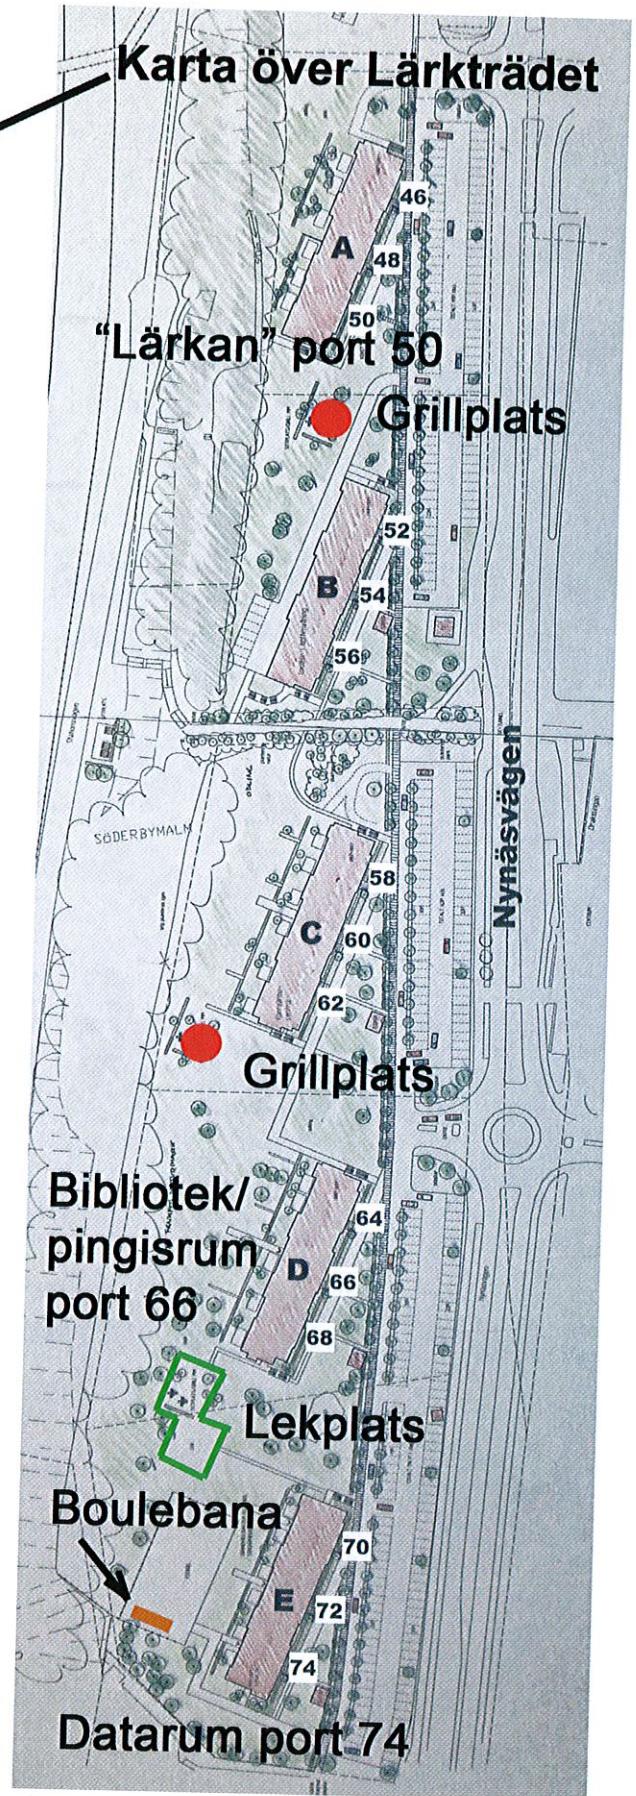 Karta över Lärkträdet
46
A
48
50
"Lärkan" port 50
Grillplats
52
B
54
56
Nynäsvägen
SÖDERBYMALM
58
C
60
62
Grillplats
Bibliotek/
pingisrum
port 66
64
D
66
68
Lekplats
Boulebana
70
E
72
74
Datarum port 74